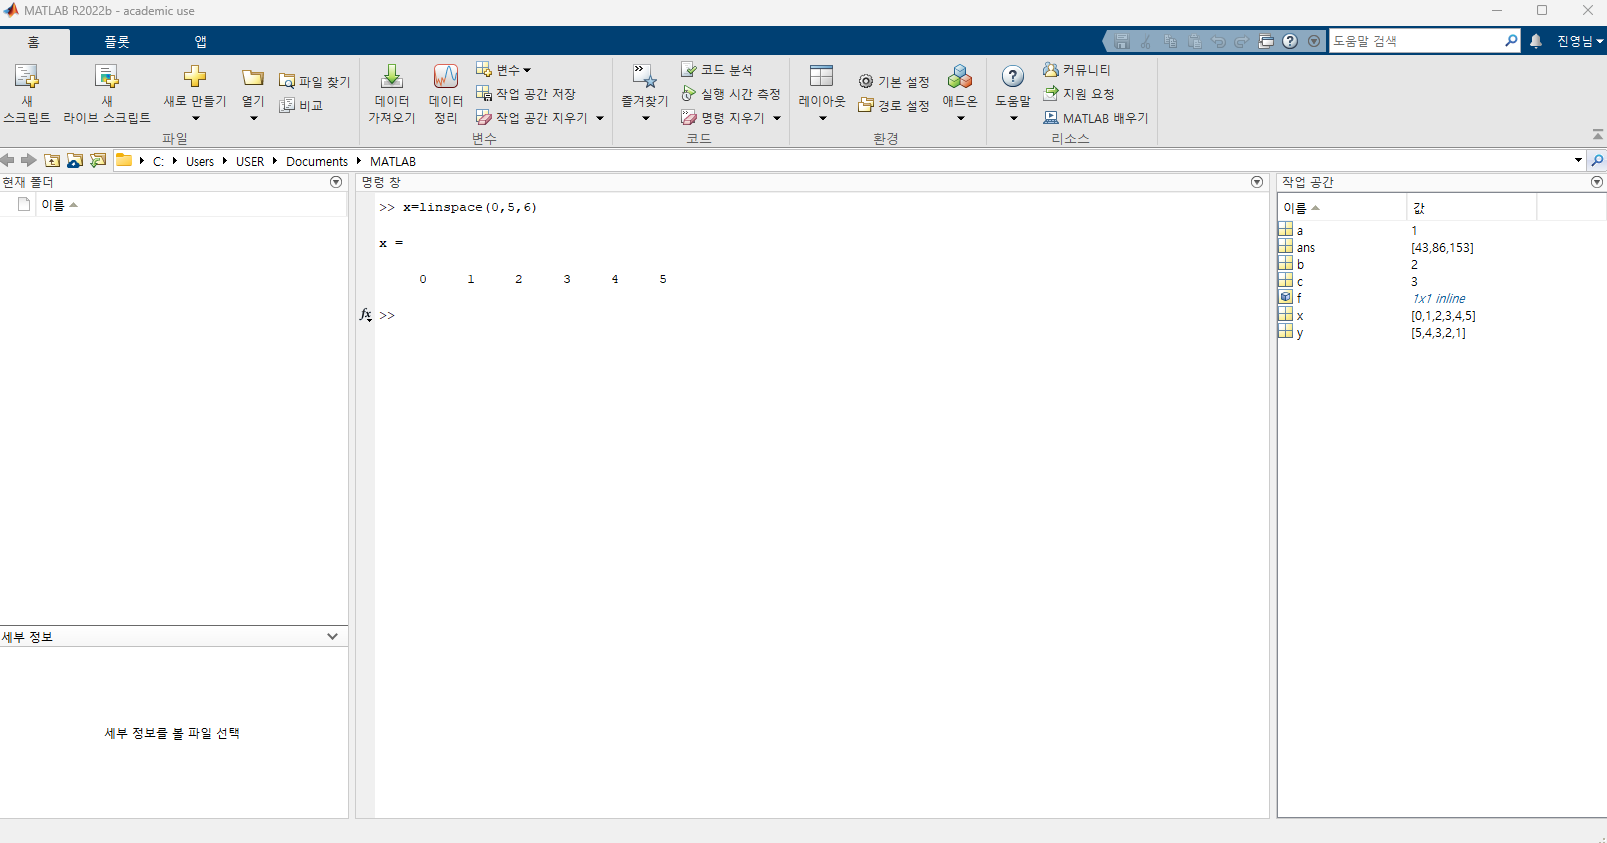 MATLAB R2022b - academic use
홈 플롯 앱
도움말 검색 진영님
새 스크립트
새 라이브 스크립트
새로 만들기
열기
파일 찾기
비교
파일
데이터 가져오기
데이터 정리
변수
작업 공간 저장
작업 공간 지우기
변수
즐겨찾기
코드 분석
실행 시간 측정
명령 지우기
코드
레이아웃
기본 설정
경로 설정
애드온
환경
도움말
커뮤니티
지원 요청
MATLAB 배우기
리소스
C: Users USER Documents MATLAB
현재 폴더
이름
세부 정보
세부 정보를 볼 파일 선택
명령 창
>> x=linspace(0,5,6)
x =
0 1 2 3 4 5
fx >>
작업 공간
이름 값
a 1
ans [43,86,153]
b 2
c 3
f 1x1 inline
x [0,1,2,3,4,5]
y [5,4,3,2,1]